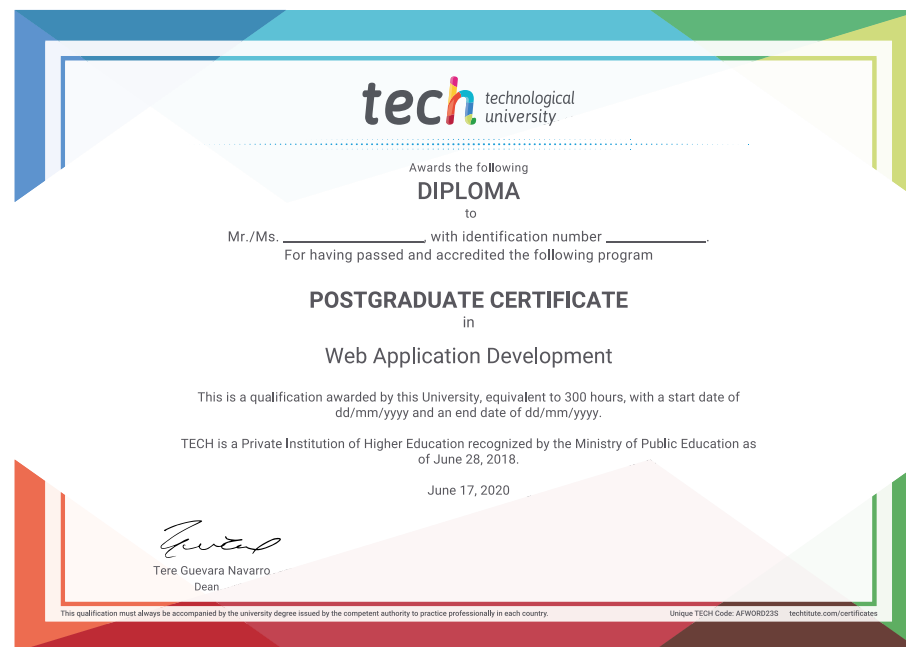 tech technological
university
Awards the following
DIPLOMA
to
Mr./Ms. ____________________, with identification number ______________.
For having passed and accredited the following program
POSTGRADUATE CERTIFICATE
in
Web Application Development
This is a qualification awarded by this University, equivalent to 300 hours, with a start date of
dd/mm/yyyy and an end date of dd/mm/yyyy.
TECH is a Private Institution of Higher Education recognized by the Ministry of Public Education as
of June 28, 2018.
June 17, 2020
Tere Guevara Navarro
Dean
This qualification must always be accompanied by the university degree issued by the competent authority to practice professionally in each country. Unique TECH Code: AFWORD23S techtitute.com/certificates